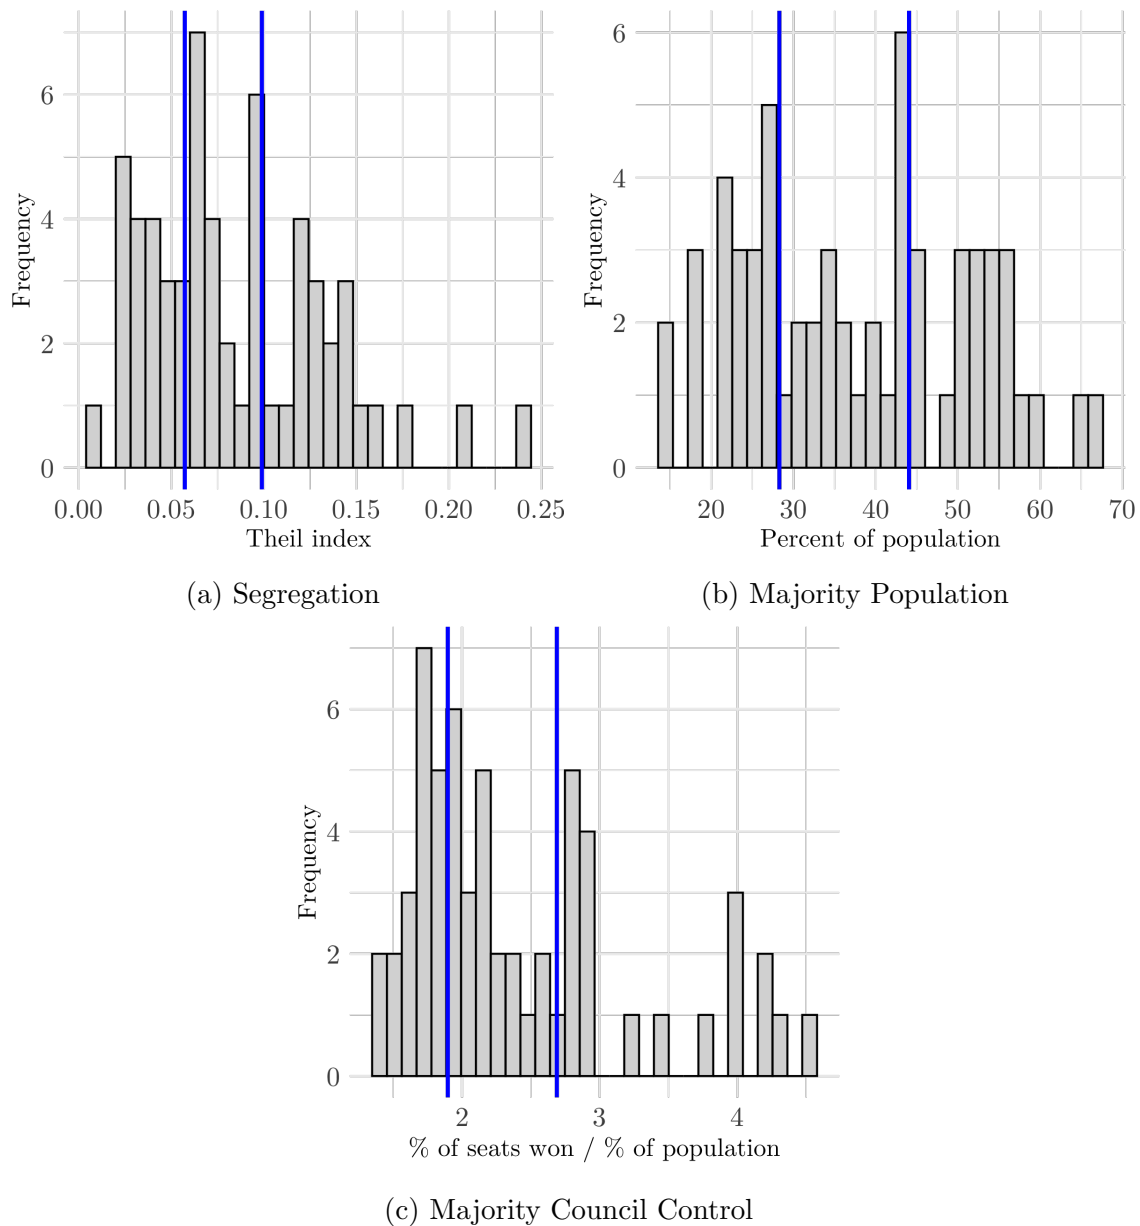 6
4
2
0
Frequency
0.00 0.05 0.10 0.15 0.20 0.25
Theil index
(a) Segregation
6
4
2
0
Frequency
20 30 40 50 60 70
Percent of population
(b) Majority Population
6
4
2
0
Frequency
2 3 4
% of seats won / % of population
(c) Majority Council Control